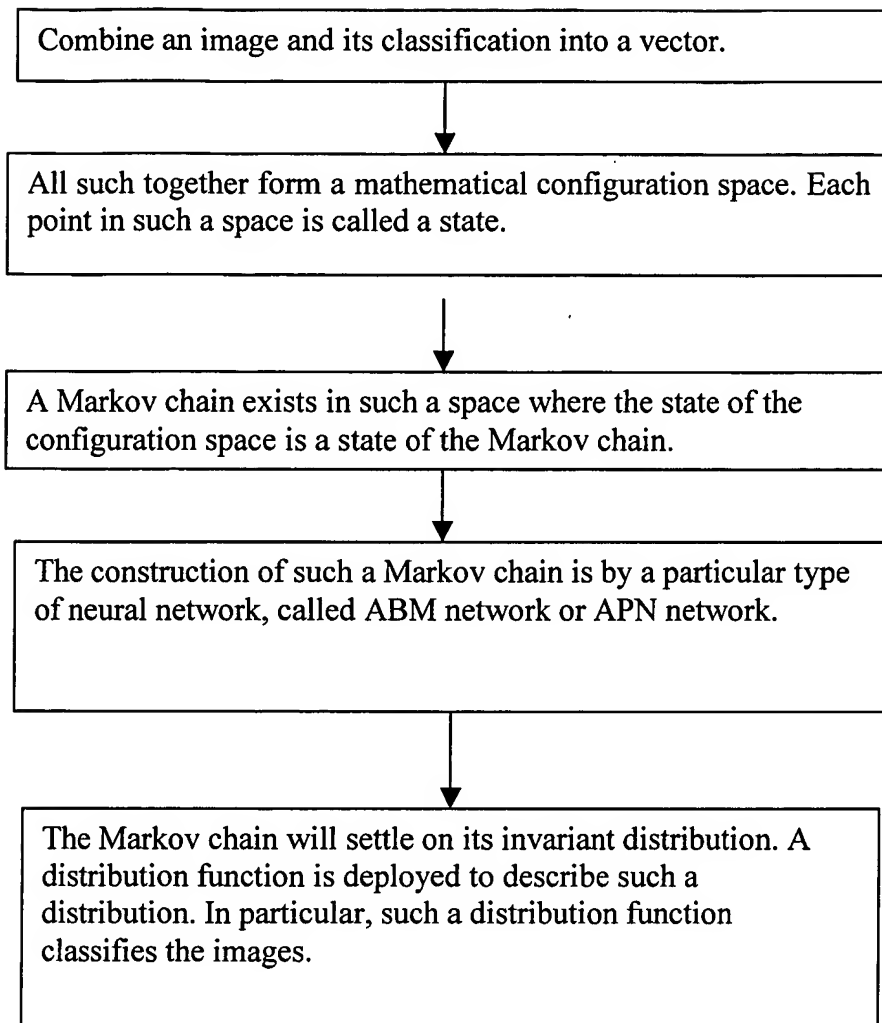 Combine an image and its classification into a vector.
All such together form a mathematical configuration space. Each
point in such a space is called a state.
A Markov chain exists in such a space where the state of the
configuration space is a state of the Markov chain.
The construction of such a Markov chain is by a particular type
of neural network, called ABM network or APN network.
The Markov chain will settle on its invariant distribution. A
distribution function is deployed to describe such a
distribution. In particular, such a distribution function
classifies the images.